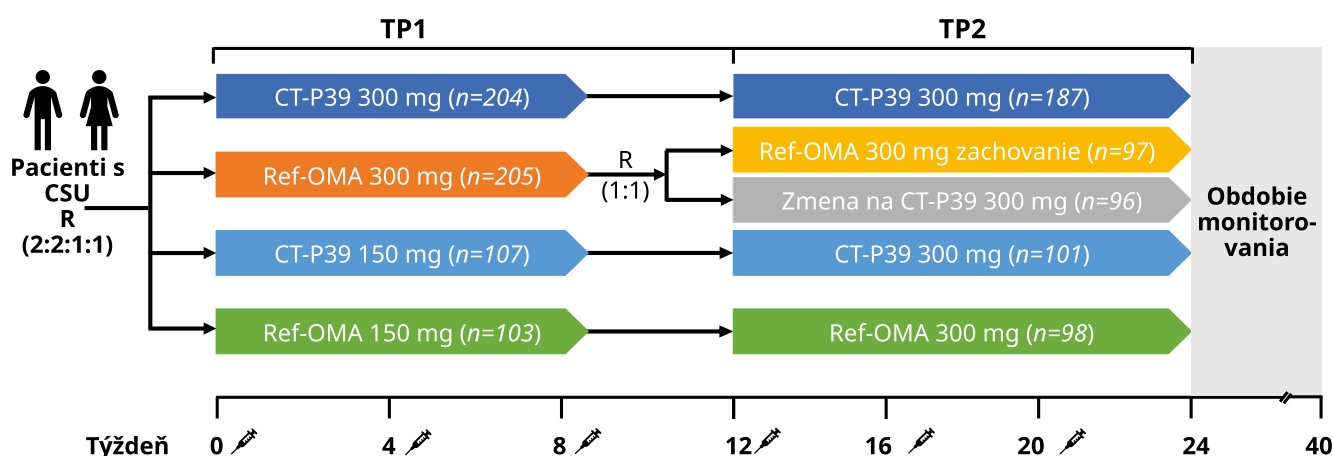 TP1
TP2
CT-P39 300 mg (n=204)
CT-P39 300 mg (n=187)
Pacienti s
CSU
R
(2:2:1:1)
Ref-OMA 300 mg (n=205)
R
(1:1)
Ref-OMA 300 mg zachovanie (n=97)
Zmena na CT-P39 300 mg (n=96)
Obdobie
monitoro-
vania
CT-P39 150 mg (n=107)
CT-P39 300 mg (n=101)
Ref-OMA 150 mg (n=103)
Ref-OMA 300 mg (n=98)
Týždeň 0 4 8 12 16 20 24 40